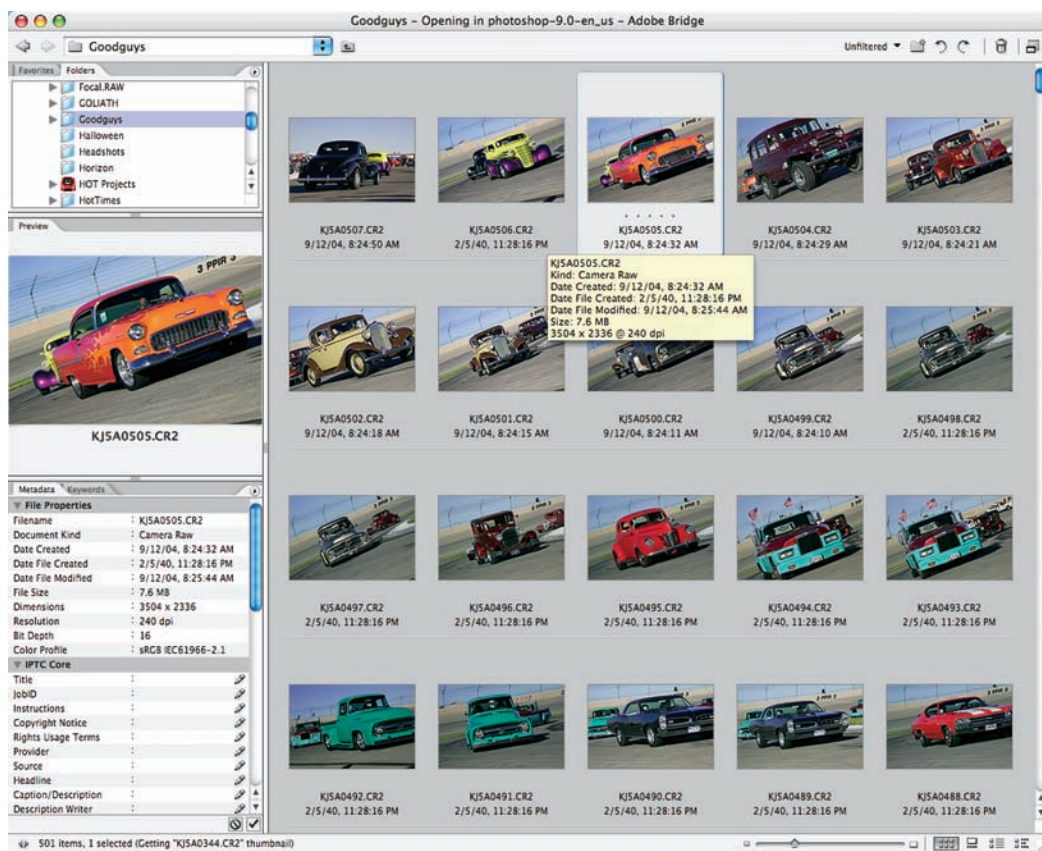 Goodguys – Opening in photoshop-9.0-en_us – Adobe Bridge
Goodguys
Unfiltered
Favorites Folders
Focal.RAW
GOLIATH
Goodguys
Halloween
Headshots
Horizon
HOT Projects
HotTimes
Preview
3 PPIR 3
KJ5A0505.CR2
Metadata Keywords
File Properties
Filename : KJ5A0505.CR2
Document Kind : Camera Raw
Date Created : 9/12/04, 8:24:32 AM
Date File Created : 2/5/40, 11:28:16 PM
Date File Modified : 9/12/04, 8:25:44 AM
File Size : 7.6 MB
Dimensions : 3504 x 2336
Resolution : 240 dpi
Bit Depth : 16
Color Profile : sRGB IEC61966-2.1
IPTC Core
Title :
JobID :
Instructions :
Copyright Notice :
Rights Usage Terms :
Provider :
Source :
Headline :
Caption/Description :
Description Writer :
KJ5A0507.CR2
9/12/04, 8:24:50 AM
KJ5A0506.CR2
2/5/40, 11:28:16 PM
KJ5A0505.CR2
9/12/04, 8:24:32 AM
KJ5A0504.CR2
9/12/04, 8:24:29 AM
KJ5A0503.CR2
9/12/04, 8:24:21 AM
KJ5A0505.CR2
Kind: Camera Raw
Date Created: 9/12/04, 8:24:32 AM
Date File Created: 2/5/40, 11:28:16 PM
Date File Modified: 9/12/04, 8:25:44 AM
Size: 7.6 MB
3504 x 2336 @ 240 dpi
KJ5A0502.CR2
9/12/04, 8:24:18 AM
KJ5A0501.CR2
9/12/04, 8:24:15 AM
KJ5A0500.CR2
9/12/04, 8:24:11 AM
KJ5A0499.CR2
9/12/04, 8:24:10 AM
KJ5A0498.CR2
2/5/40, 11:28:16 PM
KJ5A0497.CR2
2/5/40, 11:28:16 PM
KJ5A0496.CR2
2/5/40, 11:28:16 PM
KJ5A0495.CR2
2/5/40, 11:28:16 PM
KJ5A0494.CR2
2/5/40, 11:28:16 PM
KJ5A0493.CR2
2/5/40, 11:28:16 PM
KJ5A0492.CR2
2/5/40, 11:28:16 PM
KJ5A0491.CR2
2/5/40, 11:28:16 PM
KJ5A0490.CR2
2/5/40, 11:28:16 PM
KJ5A0489.CR2
2/5/40, 11:28:16 PM
KJ5A0488.CR2
2/5/40, 11:28:16 PM
501 items, 1 selected (Getting "KJ5A0344.CR2" thumbnail)